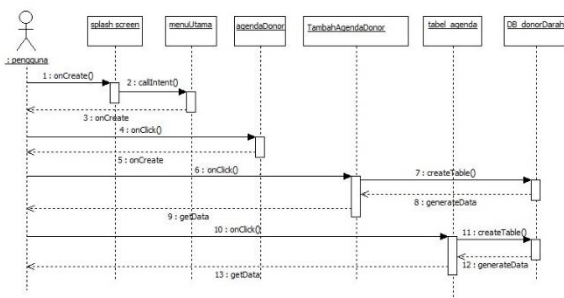 splash screen
menuUtama
agendaDonor
TambahAgendaDonor
tabel_agenda
DB_donorDarah
: pengguna
1 : onCreate()
2 : callIntent()
3 : onCreate
4 : onClick()
5 : onCreate
6 : onClick()
7 : createTable()
8 : generateData
9 : getData
10 : onClick()
11 : createTable()
12 : generateData
13 : getData